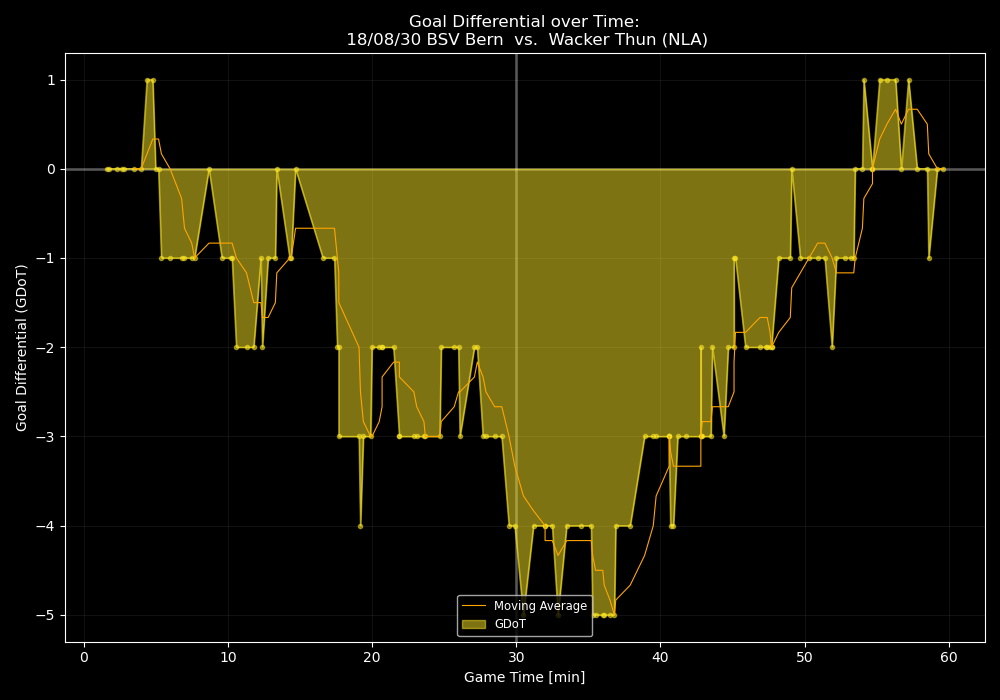 Goal Differential over Time:
18/08/30 BSV Bern  vs.  Wacker Thun (NLA)
Goal Differential (GDoT)
1
0
−1
−2
−3
−4
−5
Moving Average
GDoT
0 10 20 30 40 50 60
Game Time [min]